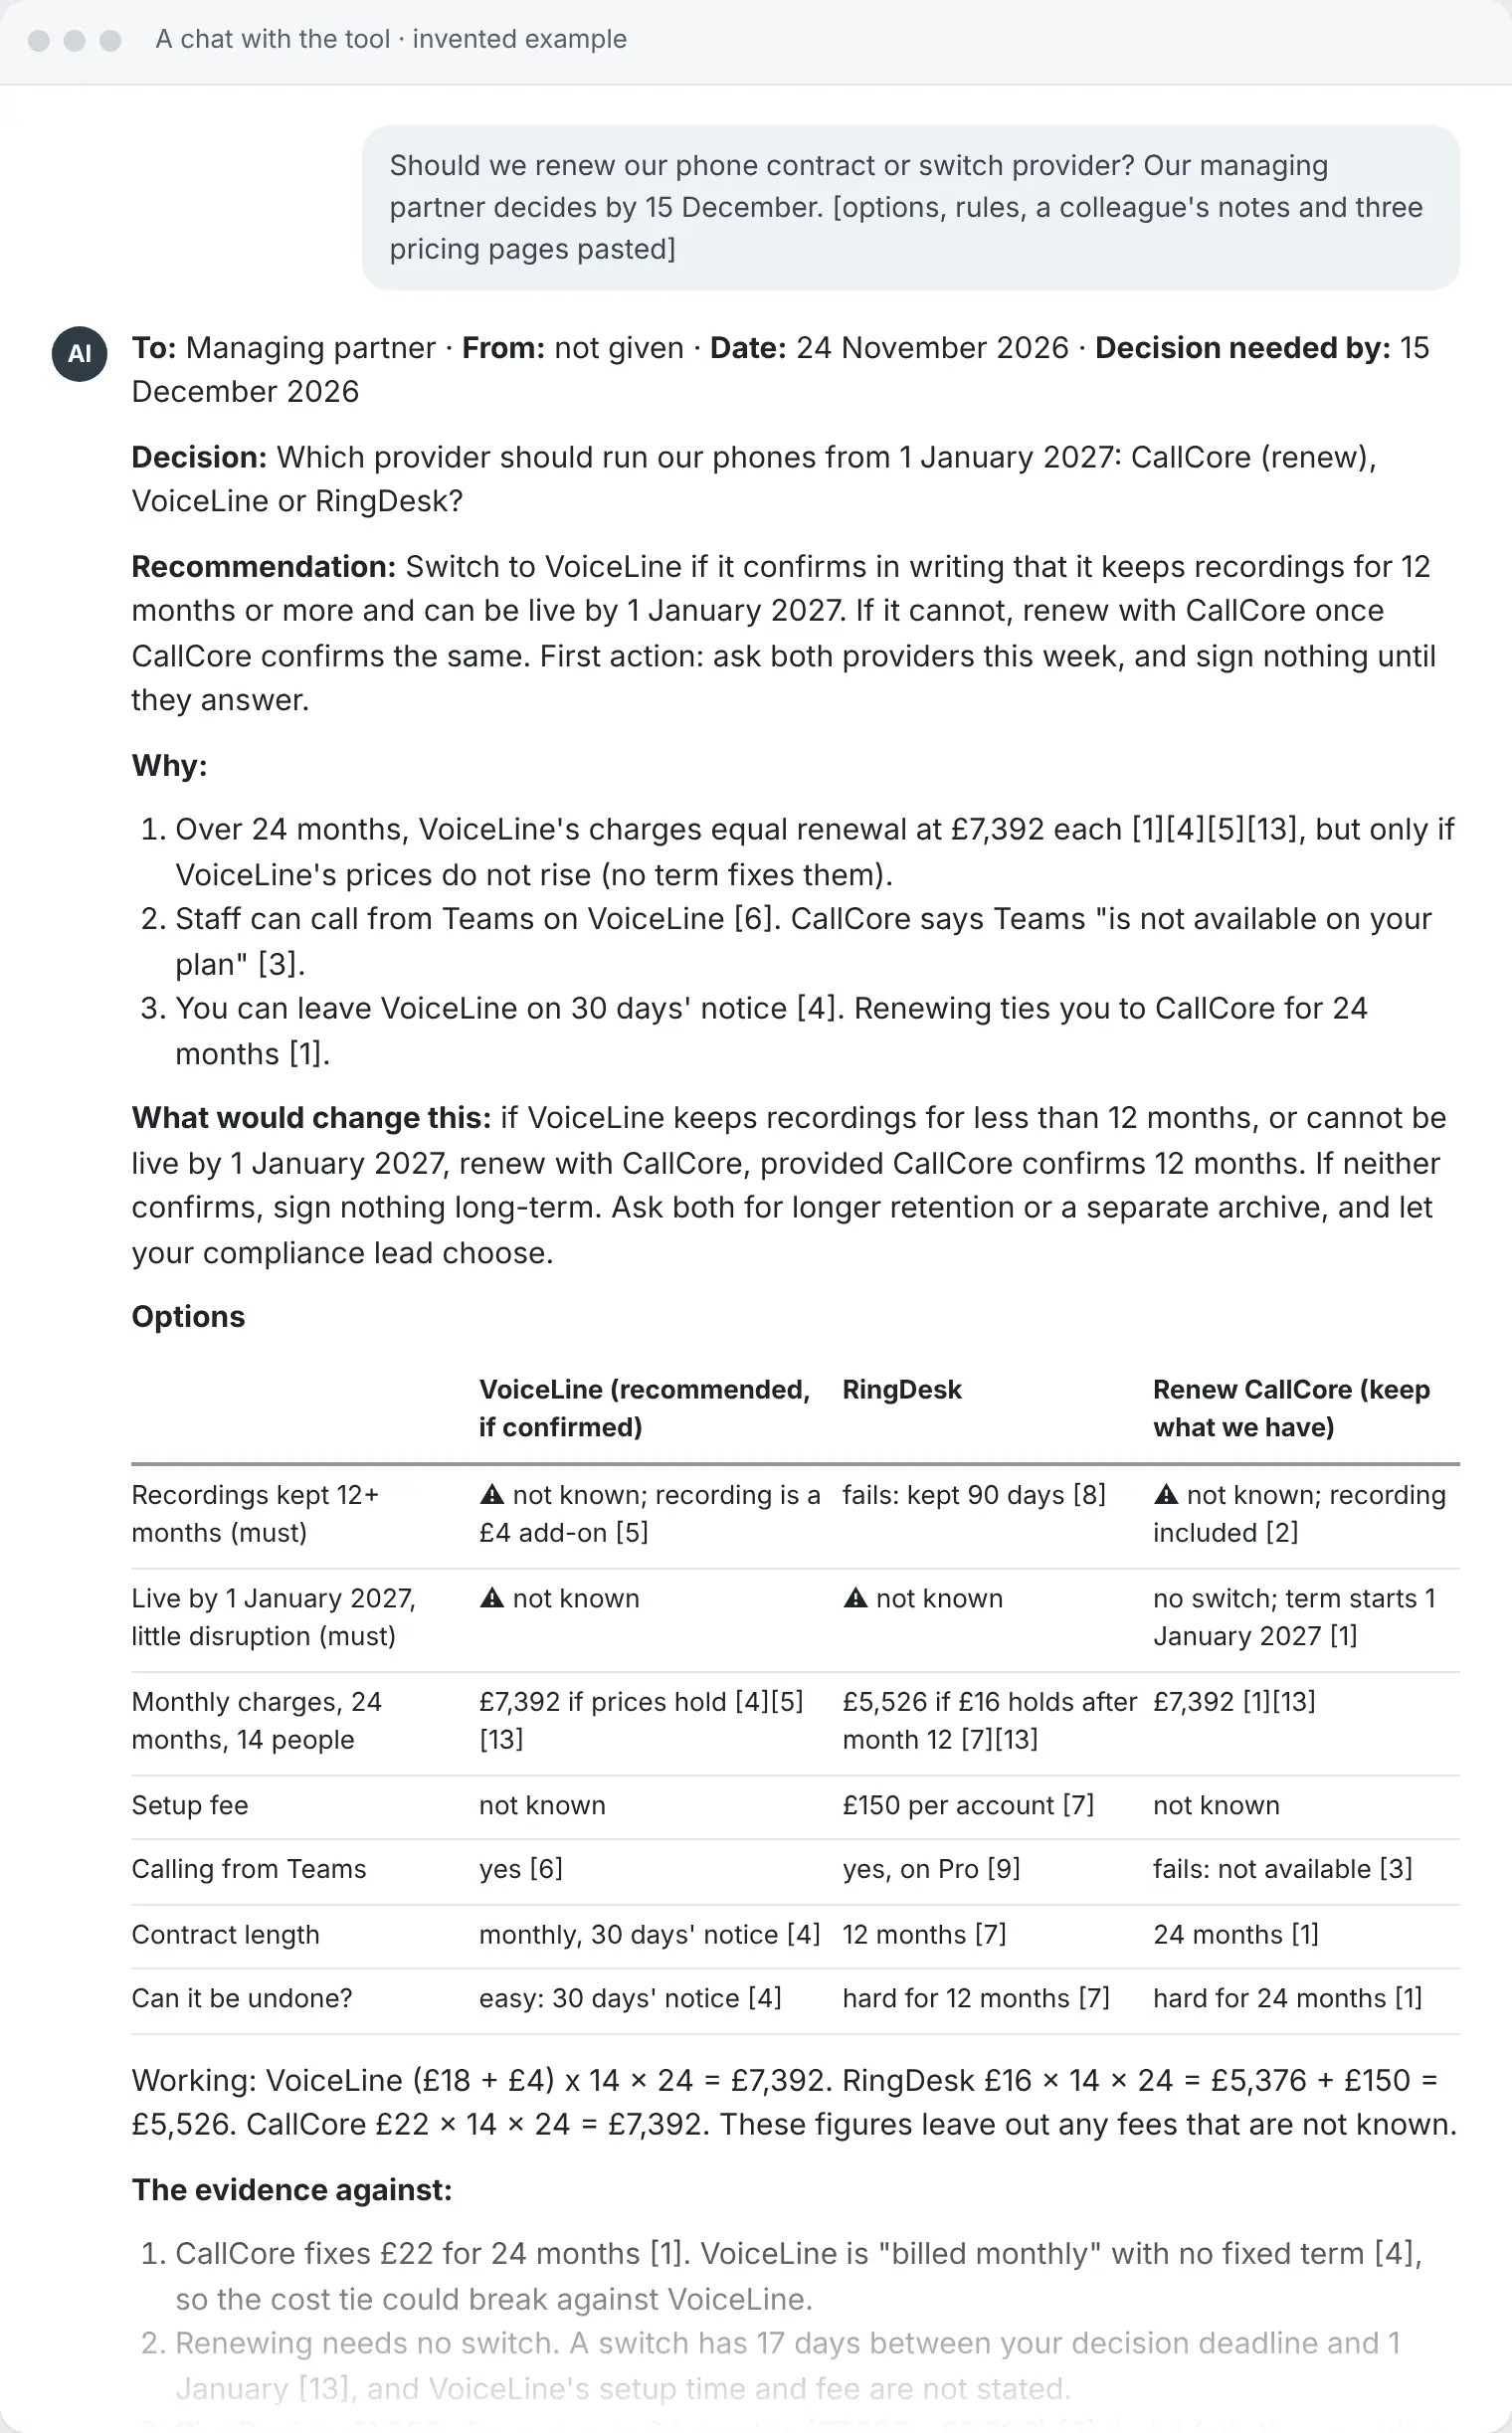 A chat with the tool · invented example
Should we renew our phone contract or switch provider? Our managing
partner decides by 15 December. [options, rules, a colleague's notes and three
pricing pages pasted]
AI
To: Managing partner · From: not given · Date: 24 November 2026 · Decision needed by: 15
December 2026
Decision: Which provider should run our phones from 1 January 2027: CallCore (renew),
VoiceLine or RingDesk?
Recommendation: Switch to VoiceLine if it confirms in writing that it keeps recordings for 12
months or more and can be live by 1 January 2027. If it cannot, renew with CallCore once
CallCore confirms the same. First action: ask both providers this week, and sign nothing until
they answer.
Why:
1. Over 24 months, VoiceLine's charges equal renewal at £7,392 each [1][4][5][13], but only if
VoiceLine's prices do not rise (no term fixes them).
2. Staff can call from Teams on VoiceLine [6]. CallCore says Teams "is not available on your
plan" [3].
3. You can leave VoiceLine on 30 days' notice [4]. Renewing ties you to CallCore for 24
months [1].
What would change this: if VoiceLine keeps recordings for less than 12 months, or cannot be
live by 1 January 2027, renew with CallCore, provided CallCore confirms 12 months. If neither
confirms, sign nothing long-term. Ask both for longer retention or a separate archive, and let
your compliance lead choose.
Options
VoiceLine (recommended, RingDesk Renew CallCore (keep
if confirmed) what we have)
Recordings kept 12+ ⚠ not known; recording is a fails: kept 90 days [8] ⚠ not known; recording
months (must) £4 add-on [5] included [2]
Live by 1 January 2027, ⚠ not known ⚠ not known no switch; term starts 1
little disruption (must) January 2027 [1]
Monthly charges, 24 £7,392 if prices hold [4][5] £5,526 if £16 holds after £7,392 [1][13]
months, 14 people [13] month 12 [7][13]
Setup fee not known £150 per account [7] not known
Calling from Teams yes [6] yes, on Pro [9] fails: not available [3]
Contract length monthly, 30 days' notice [4] 12 months [7] 24 months [1]
Can it be undone? easy: 30 days' notice [4] hard for 12 months [7] hard for 24 months [1]
Working: VoiceLine (£18 + £4) x 14 × 24 = £7,392. RingDesk £16 × 14 × 24 = £5,376 + £150 =
£5,526. CallCore £22 × 14 × 24 = £7,392. These figures leave out any fees that are not known.
The evidence against:
1. CallCore fixes £22 for 24 months [1]. VoiceLine is "billed monthly" with no fixed term [4],
so the cost tie could break against VoiceLine.
2. Renewing needs no switch. A switch has 17 days between your decision deadline and 1
January [13], and VoiceLine's setup time and fee are not stated.